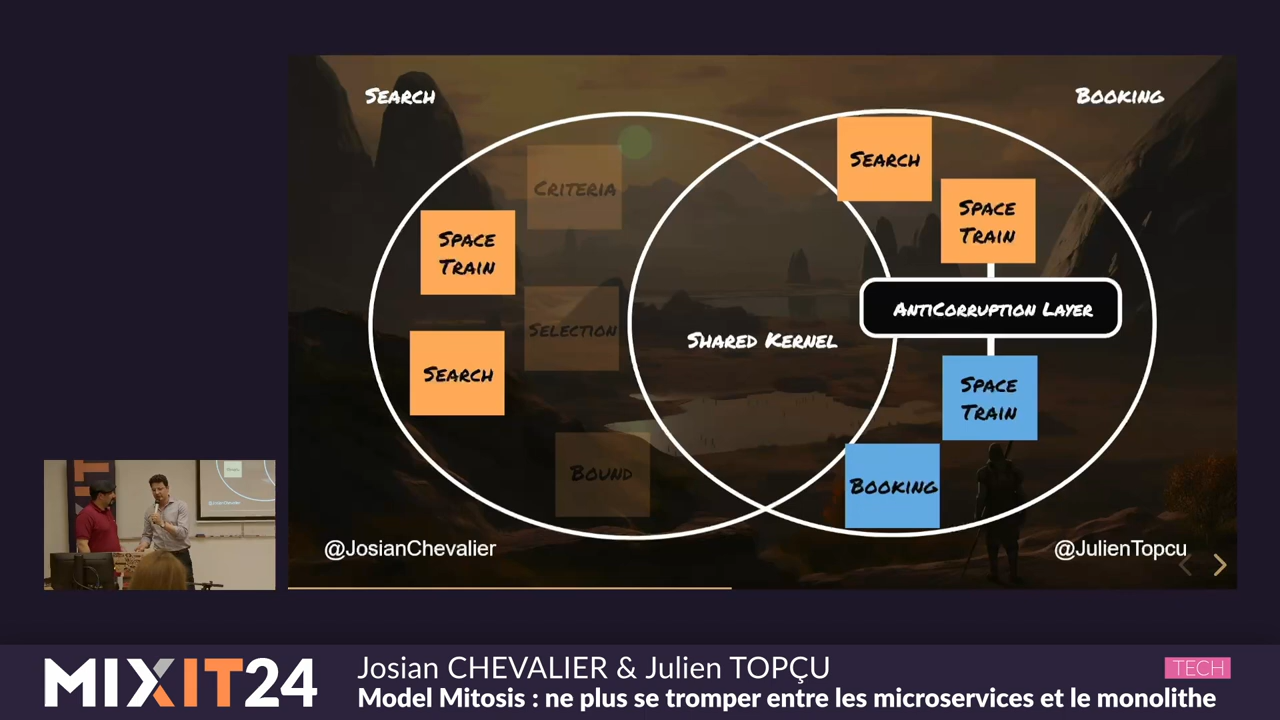 SEARCH
BOOKING
SEARCH
CRITERIA
SPACE
TRAIN
SPACE
TRAIN
ANTICORRUPTION LAYER
SELECTION
SHARED KERNEL
SEARCH
SPACE
TRAIN
BOUND
BOOKING
@JosianChevalier
@JulienTopcu
MIXIT24
Josian CHEVALIER & Julien TOPÇU
TECH
Model Mitosis : ne plus se tromper entre les microservices et le monolithe